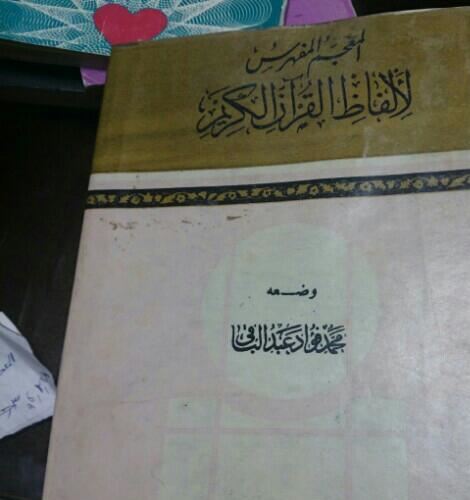 المعجم المفهرس
لألفاظ القرآن الكريم
وضعه
محمد فؤاد عبد الباقي